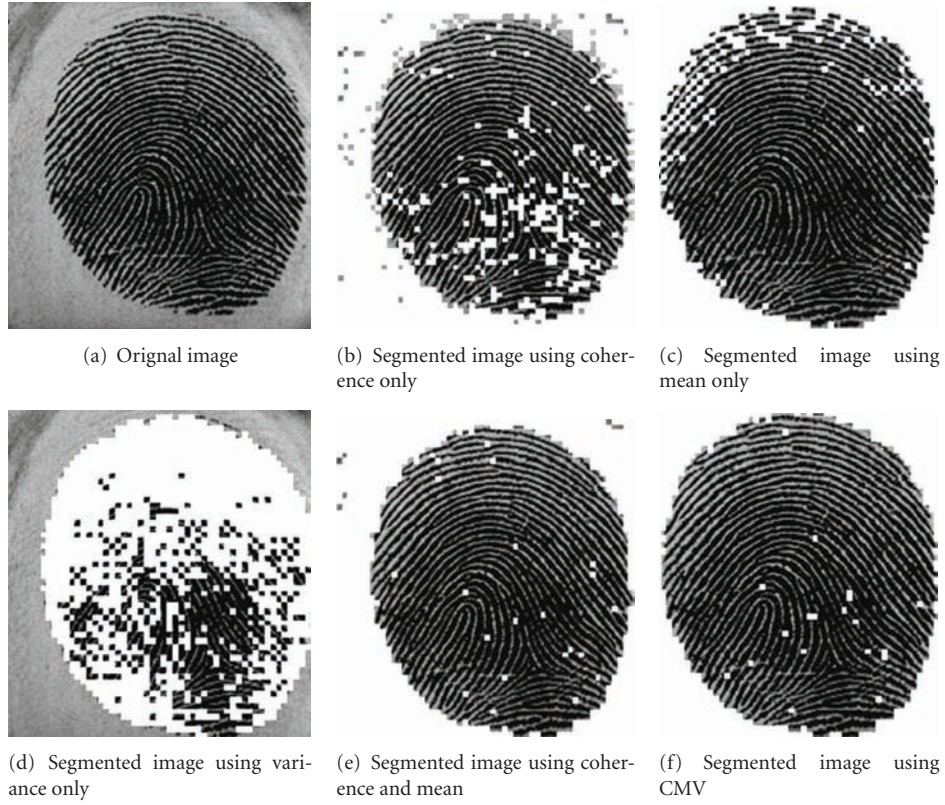 (a) Orignal image
(b) Segmented image using coher-
ence only
(c) Segmented image using
mean only
(d) Segmented image using vari-
ance only
(e) Segmented image using coher-
ence and mean
(f) Segmented image using
CMV